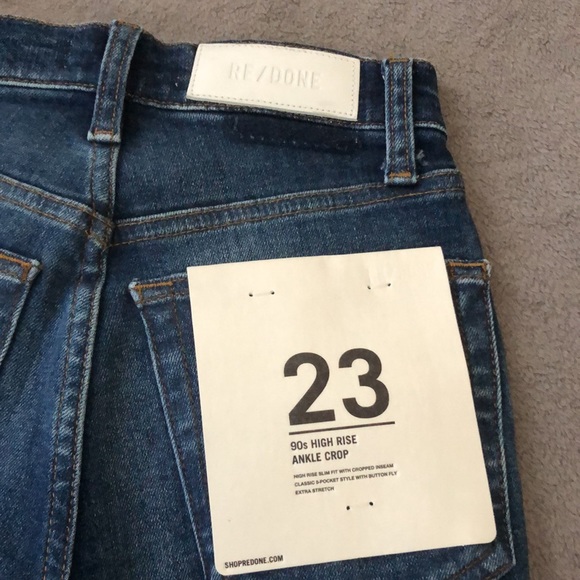 RE/DONE
23
90s HIGH RISE
ANKLE CROP
HIGH RISE SLIM FIT WITH CROPPED INSEAM
CLASSIC 5-POCKET STYLE WITH BUTTON FLY
EXTRA STRETCH
SHOPREDONE.COM